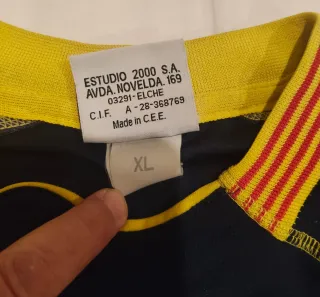 ESTUDIO 2000 S.A.
AVDA. NOVELDA, 169
03291-ELCHE
C.I.F. A-28-368769
Made in C.E.E.
XL